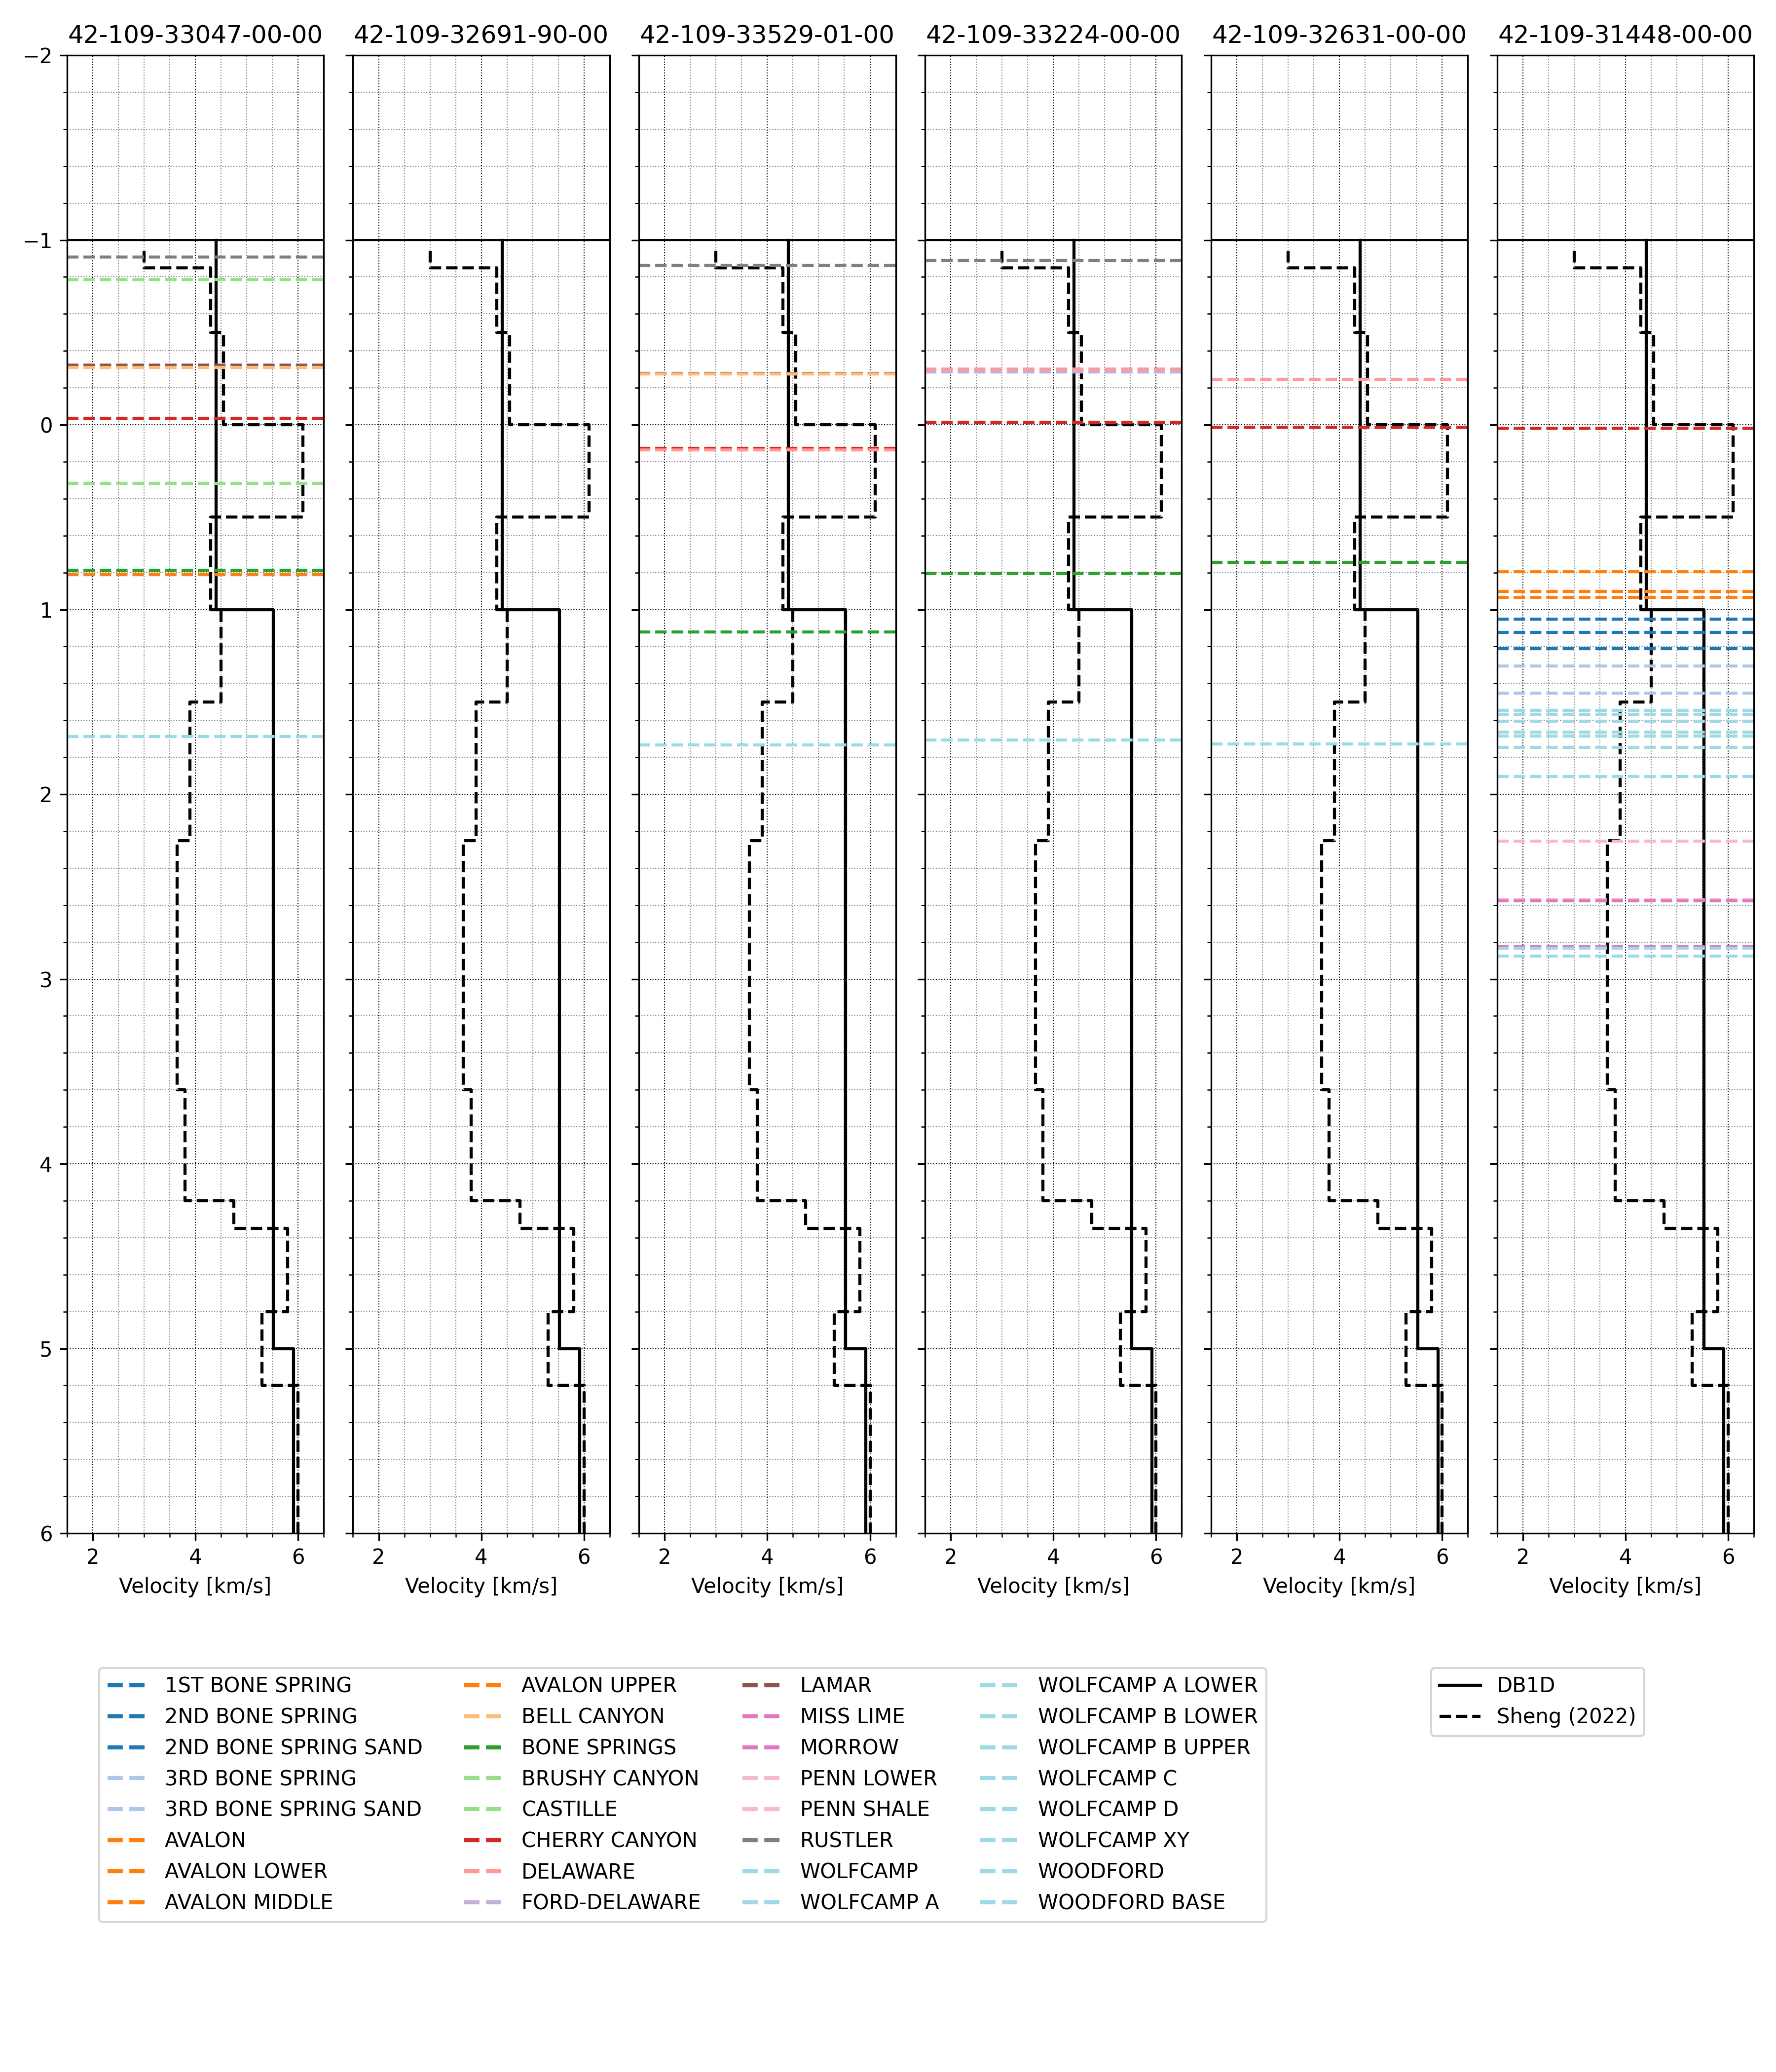 42-109-33047-00-00 42-109-32691-90-00 42-109-33529-01-00 42-109-33224-00-00 42-109-32631-00-00 42-109-31448-00-00
−2
−1
0
1
2
3
4
5
6
2 4 6 2 4 6 2 4 6 2 4 6 2 4 6 2 4 6
Velocity [km/s] Velocity [km/s] Velocity [km/s] Velocity [km/s] Velocity [km/s] Velocity [km/s]
1ST BONE SPRING
2ND BONE SPRING
2ND BONE SPRING SAND
3RD BONE SPRING
3RD BONE SPRING SAND
AVALON
AVALON LOWER
AVALON MIDDLE
AVALON UPPER
BELL CANYON
BONE SPRINGS
BRUSHY CANYON
CASTILLE
CHERRY CANYON
DELAWARE
FORD-DELAWARE
LAMAR
MISS LIME
MORROW
PENN LOWER
PENN SHALE
RUSTLER
WOLFCAMP
WOLFCAMP A
WOLFCAMP A LOWER
WOLFCAMP B LOWER
WOLFCAMP B UPPER
WOLFCAMP C
WOLFCAMP D
WOLFCAMP XY
WOODFORD
WOODFORD BASE
DB1D
Sheng (2022)